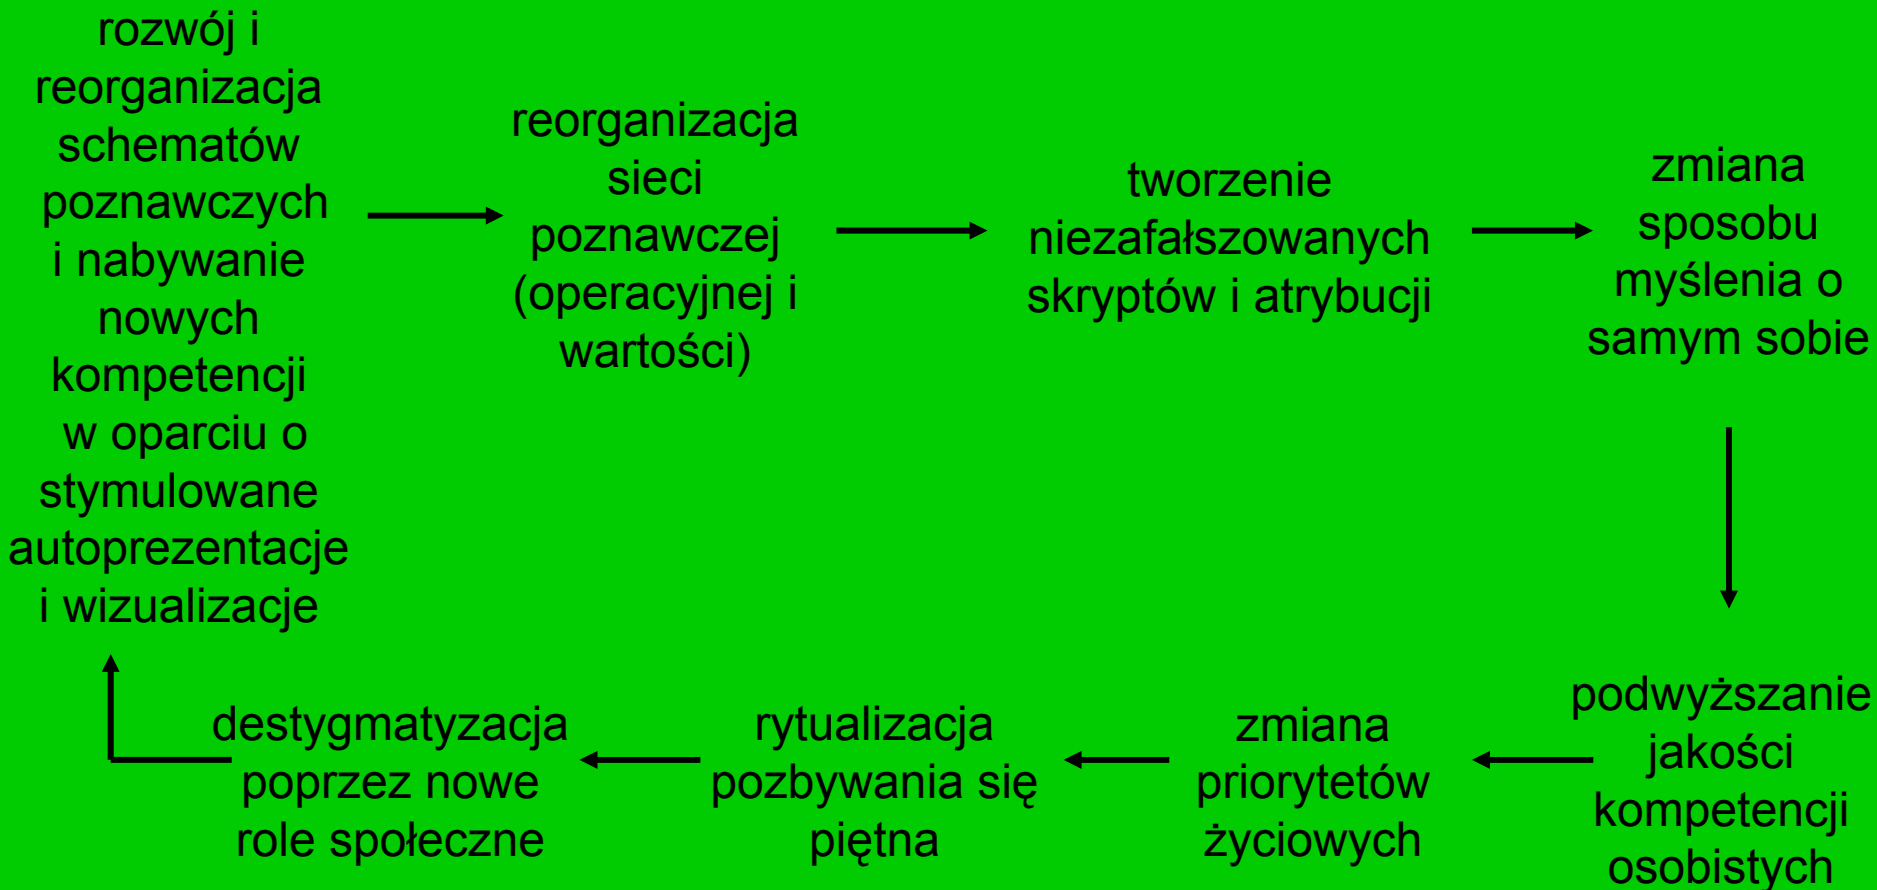 rozwój i
reorganizacja
schematów
poznawczych
i nabywanie
nowych
kompetencji
w oparciu o
stymulowane
autoprezentacje
i wizualizacje
reorganizacja
sieci
poznawczej
(operacyjnej i
wartości)
tworzenie
niezafałszowanych
skryptów i atrybucji
zmiana
sposobu
myślenia o
samym sobie
podwyższanie
jakości
kompetencji
osobistych
zmiana
priorytetów
życiowych
rytualizacja
pozbywania się
piętna
destygmatyzacja
poprzez nowe
role społeczne